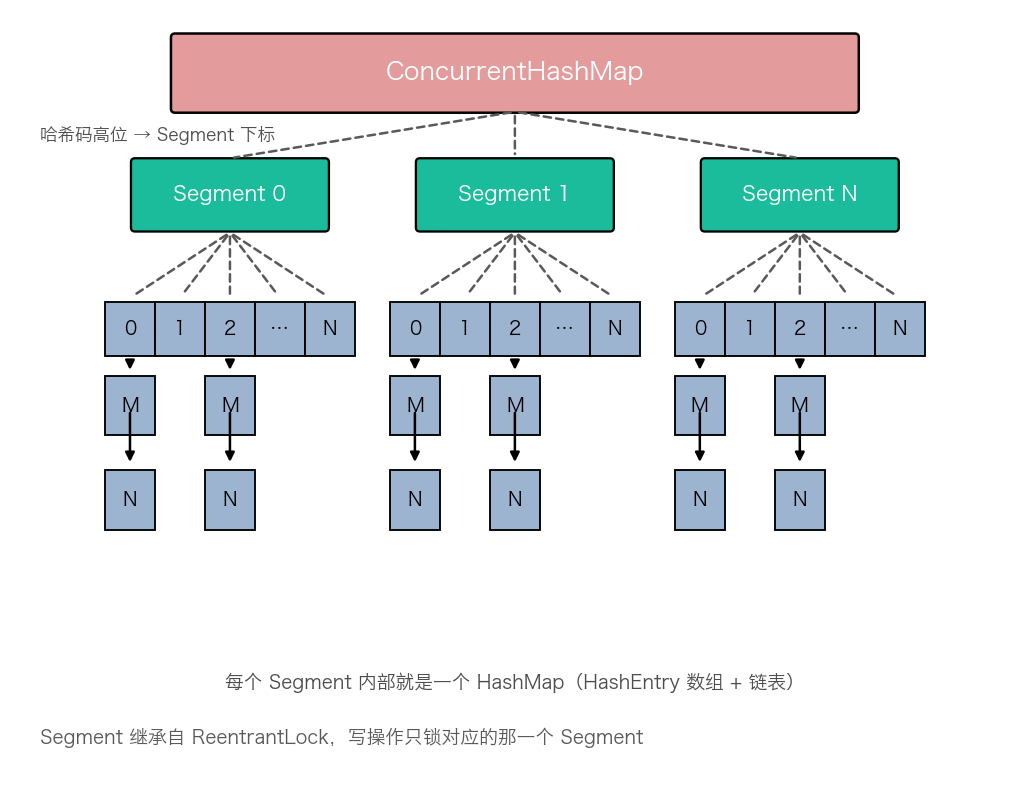 ConcurrentHashMap
哈希码高位 → Segment 下标
Segment 0
Segment 1
Segment N
0 1 2 … N
0 1 2 … N
0 1 2 … N
M M M M M M
N N N N N N
每个 Segment 内部就是一个 HashMap（HashEntry 数组 + 链表）
Segment 继承自 ReentrantLock，写操作只锁对应的那一个 Segment